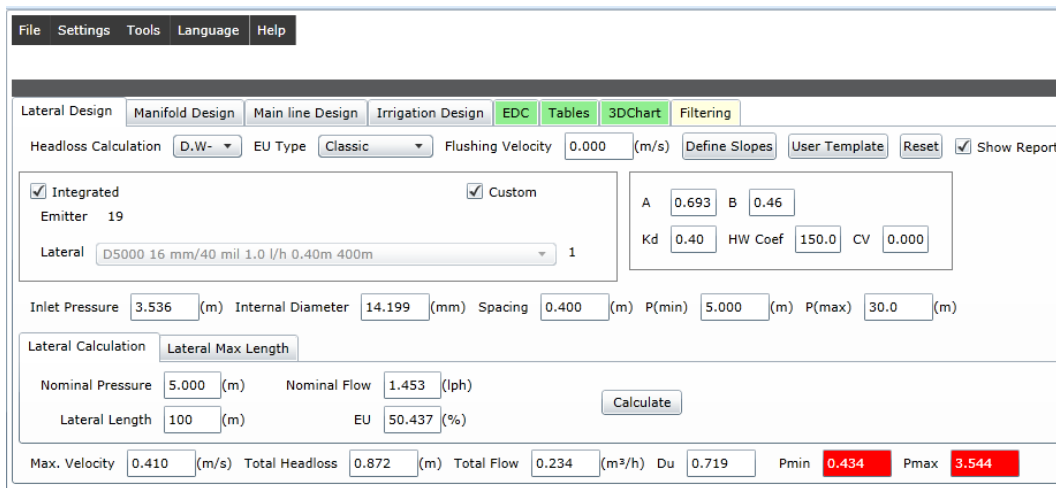 File Settings Tools Language Help
Lateral Design Manifold Design Main line Design Irrigation Design EDC Tables 3DChart Filtering
Headloss Calculation D.W- EU Type Classic Flushing Velocity 0.000 (m/s) Define Slopes User Template Reset Show Report
Integrated Custom
Emitter 19
Lateral D5000 16 mm/40 mil 1.0 l/h 0.40m 400m 1
A 0.693 B 0.46
Kd 0.40 HW Coef 150.0 CV 0.000
Inlet Pressure 3.536 (m) Internal Diameter 14.199 (mm) Spacing 0.400 (m) P(min) 5.000 (m) P(max) 30.0 (m)
Lateral Calculation Lateral Max Length
Nominal Pressure 5.000 (m) Nominal Flow 1.453 (lph)
Calculate
Lateral Length 100 (m) EU 50.437 (%)
Max. Velocity 0.410 (m/s) Total Headloss 0.872 (m) Total Flow 0.234 (m³/h) Du 0.719 Pmin 0.434 Pmax 3.544